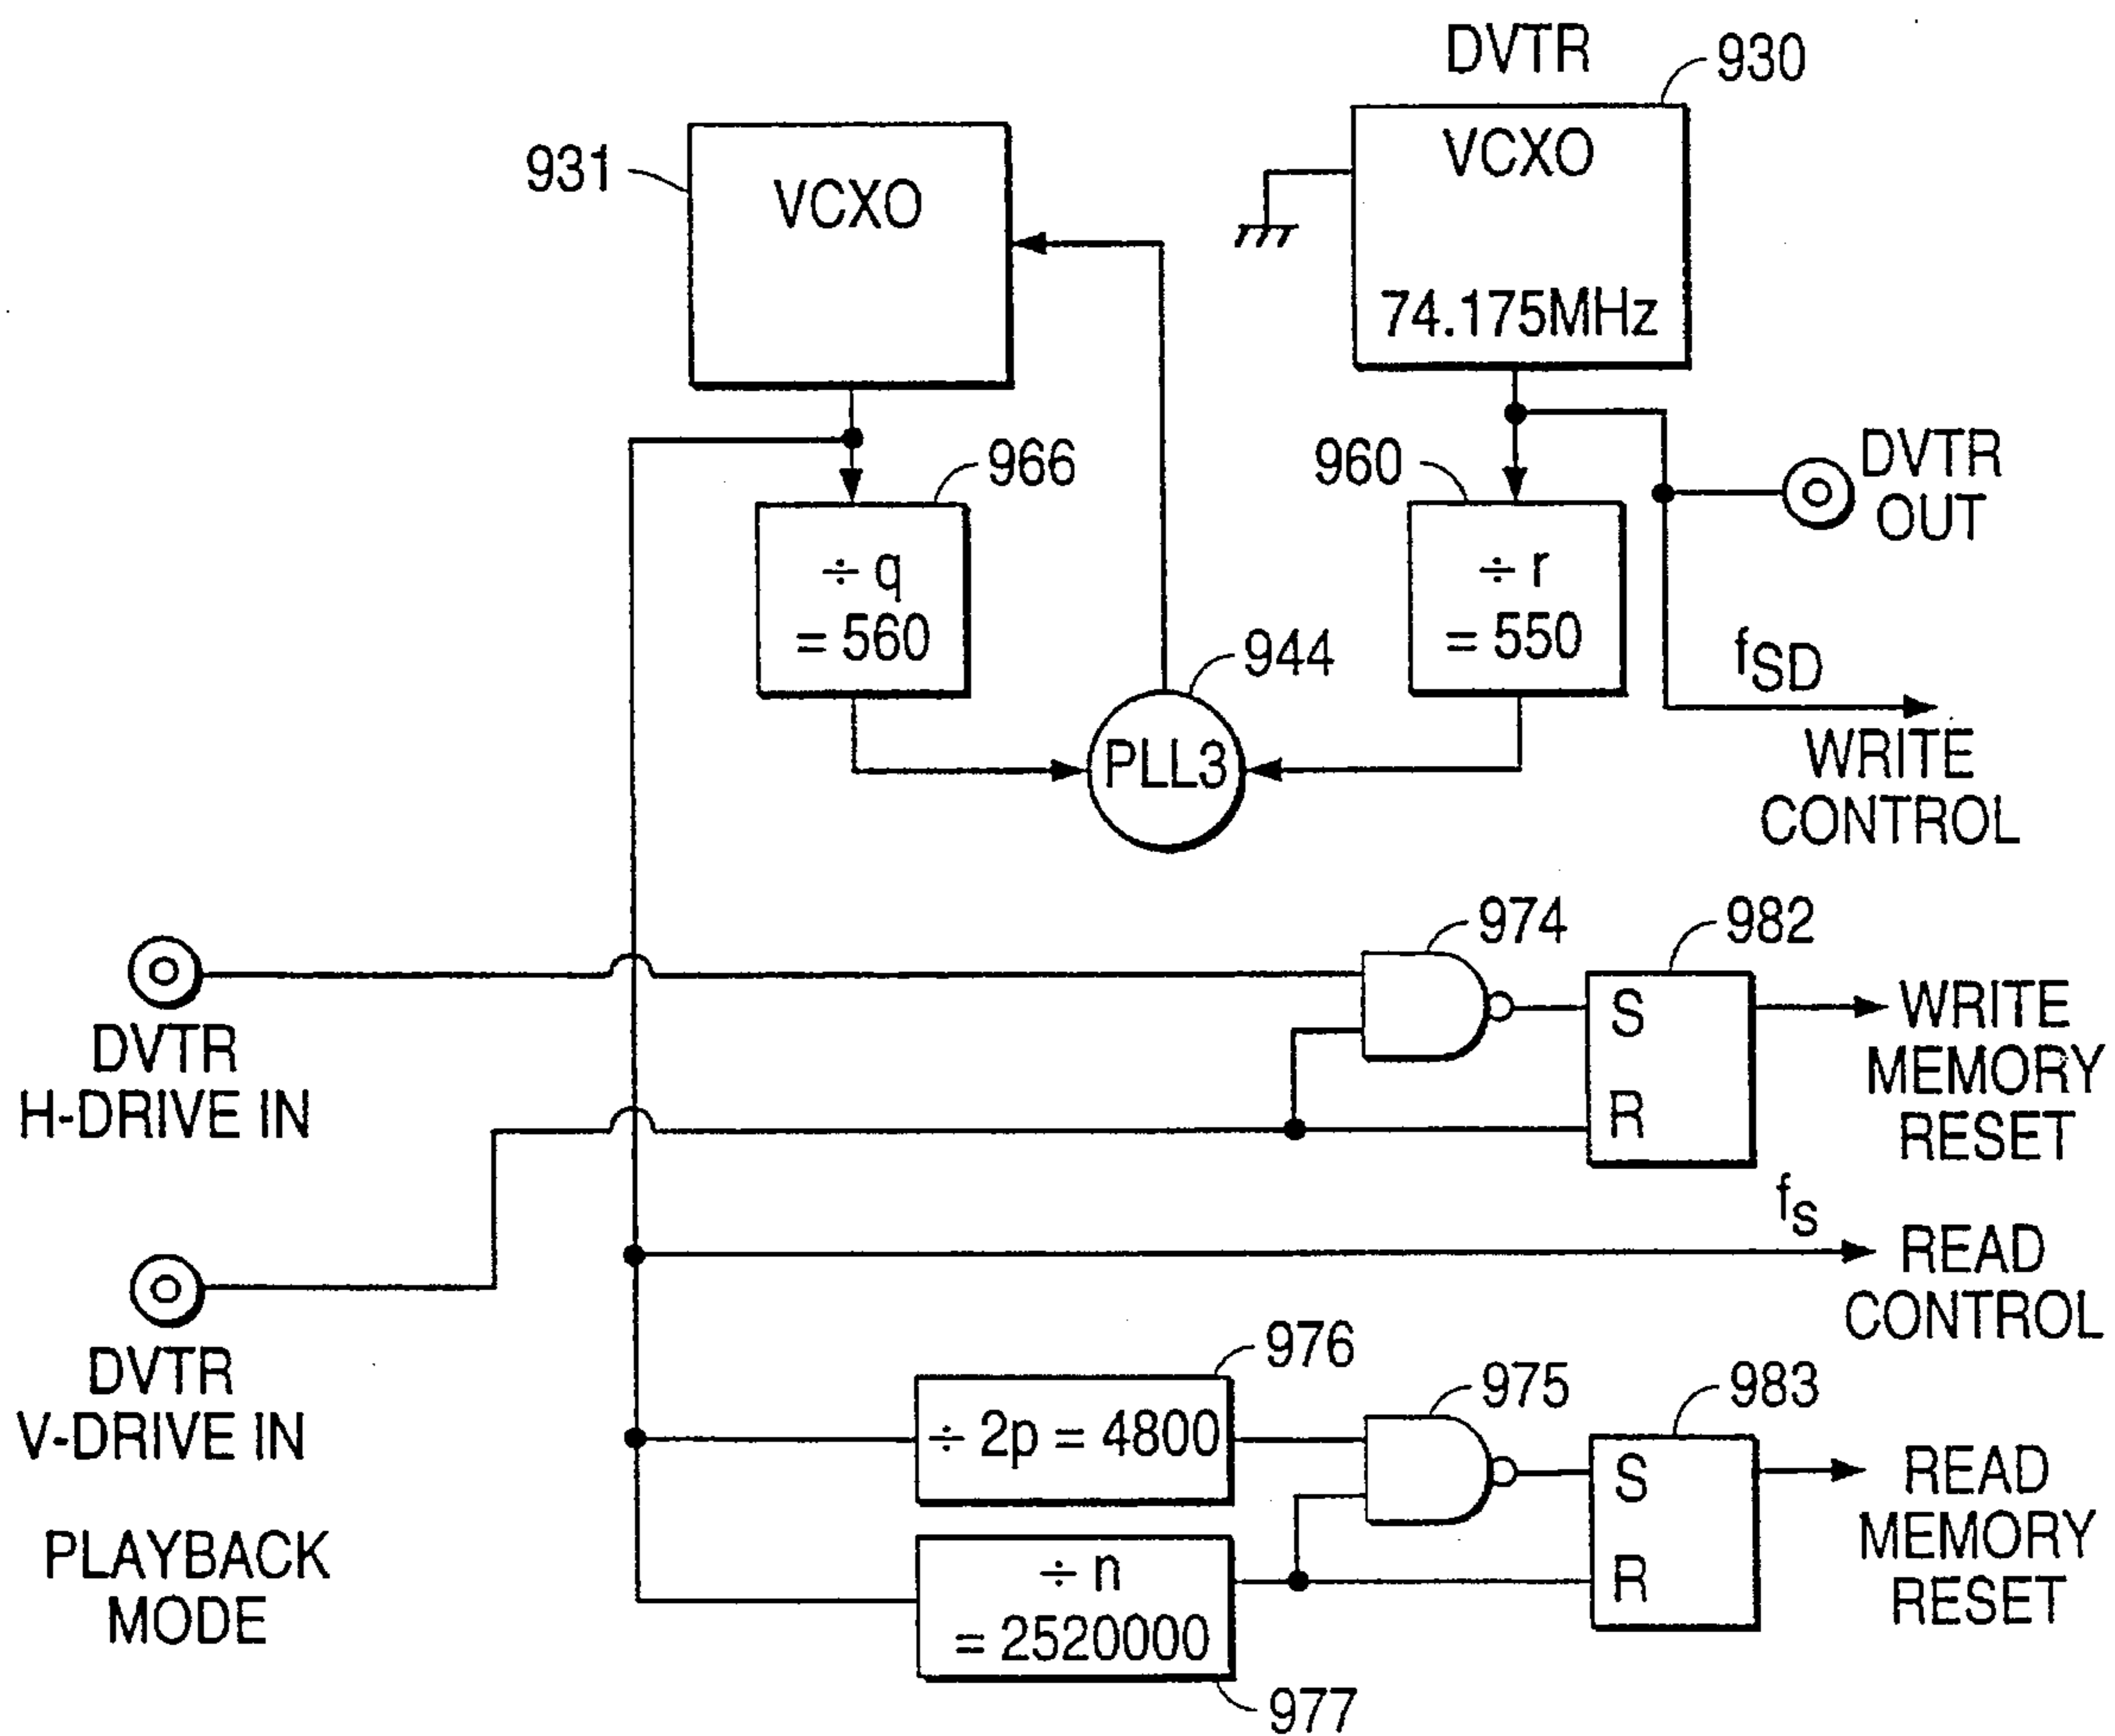 DVTR
930
931
VCXO
VCXO
74.175MHz
966
960
DVTR
OUT
÷ q
= 560
÷ r
= 550
944
PLL3
fSD
WRITE
CONTROL
974
982
DVTR
H-DRIVE IN
S
R
WRITE
MEMORY
RESET
fS
READ
CONTROL
DVTR
V-DRIVE IN
976
975
983
÷ 2p = 4800
S
R
READ
MEMORY
RESET
PLAYBACK
MODE
÷ n
= 2520000
977